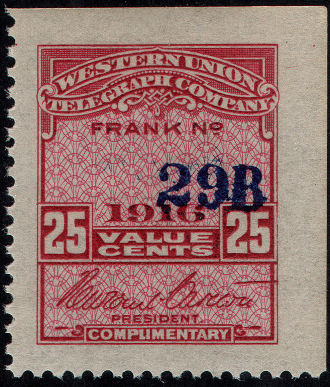 WESTERN UNION
TELEGRAPH COMPANY
FRANK No
29B
1916
25 VALUE CENTS 25
PRESIDENT.
COMPLIMENTARY